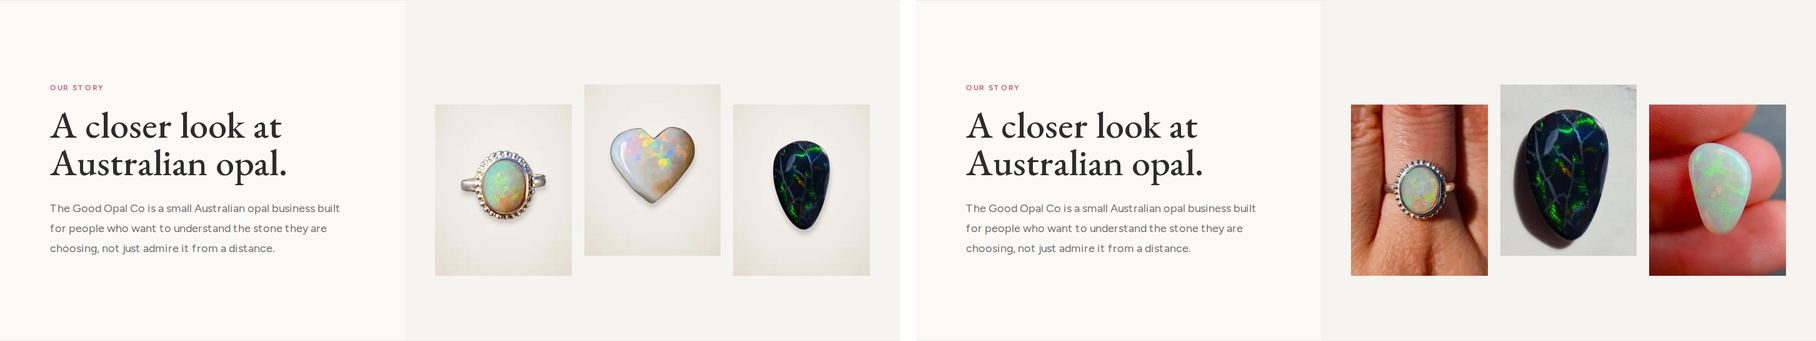 OUR STORY
A closer look at
Australian opal.
The Good Opal Co is a small Australian opal business built
for people who want to understand the stone they are
choosing, not just admire it from a distance.
OUR STORY
A closer look at
Australian opal.
The Good Opal Co is a small Australian opal business built
for people who want to understand the stone they are
choosing, not just admire it from a distance.